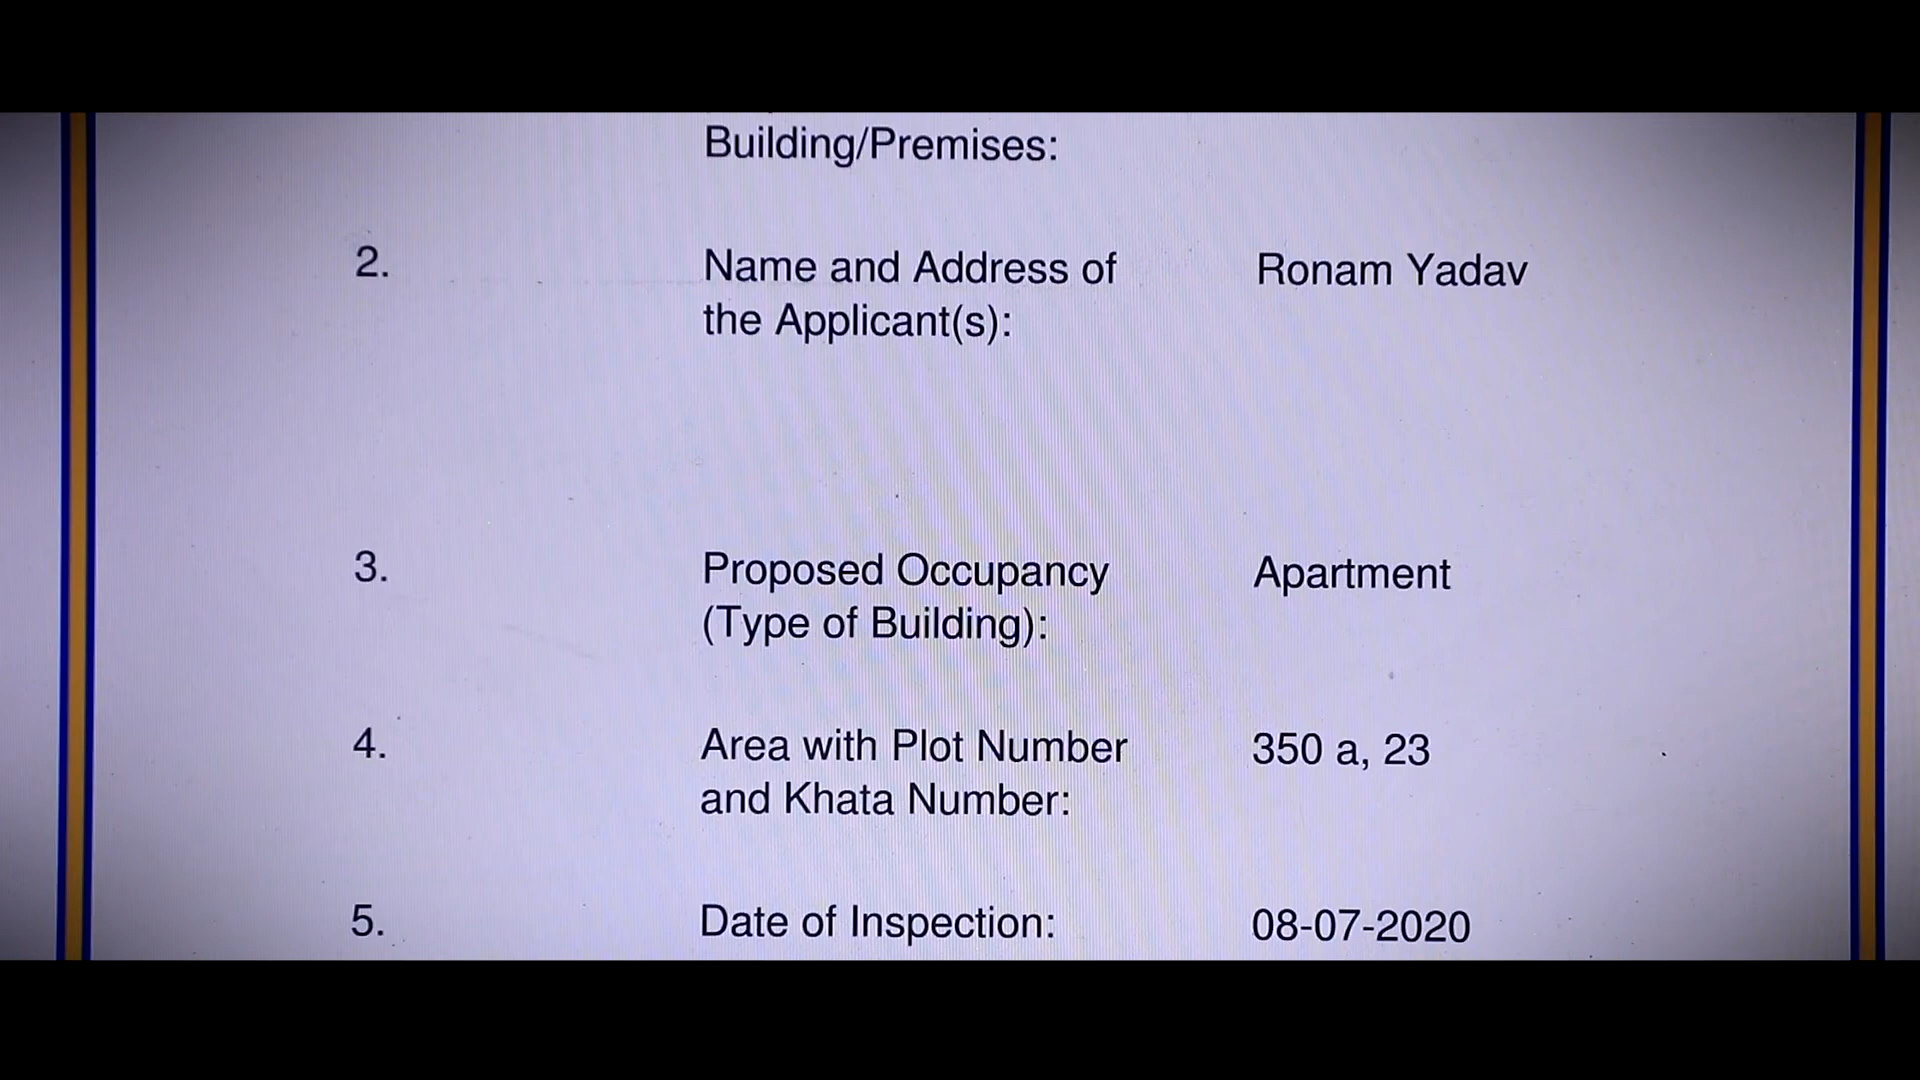 Building/Premises:
2. Name and Address of Ronam Yadav
the Applicant(s):
3. Proposed Occupancy Apartment
(Type of Building):
4. Area with Plot Number 350 a, 23
and Khata Number:
5. Date of Inspection: 08-07-2020